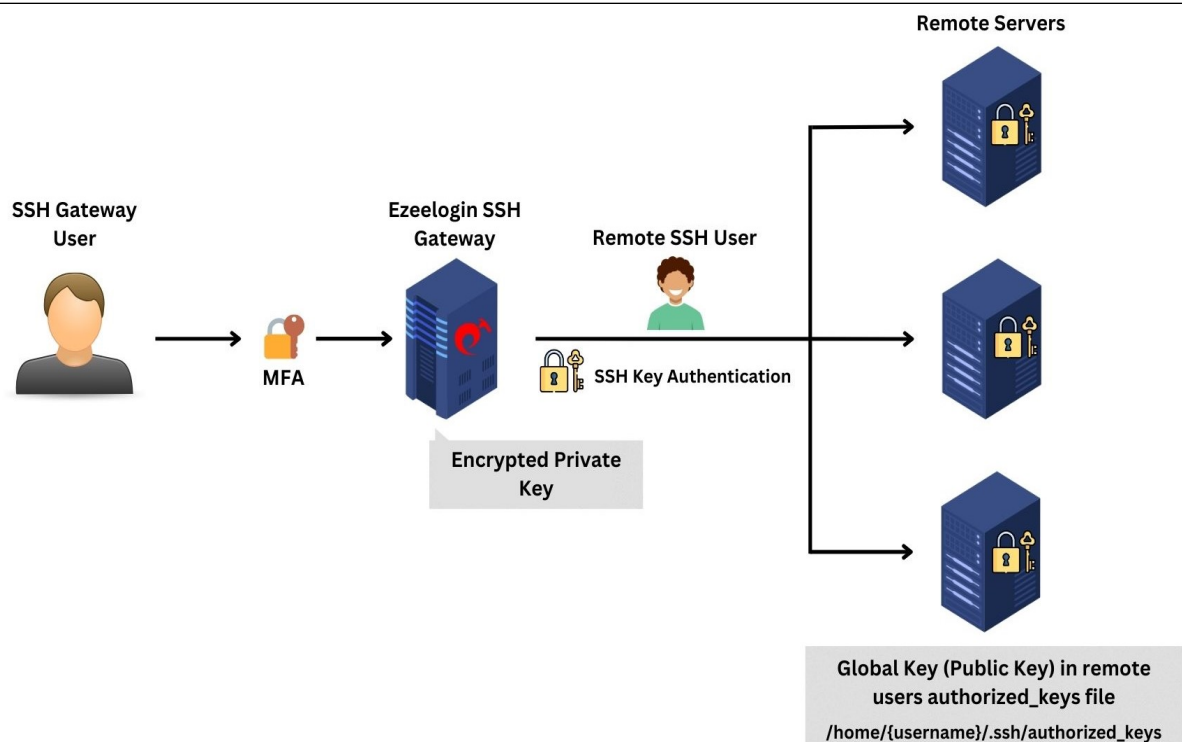 Remote Servers
SSH Gateway
User
Ezeelogin SSH
Gateway
Remote SSH User
MFA
SSH Key Authentication
Encrypted Private
Key
Global Key (Public Key) in remote
users authorized_keys file
/home/{username}/.ssh/authorized_keys